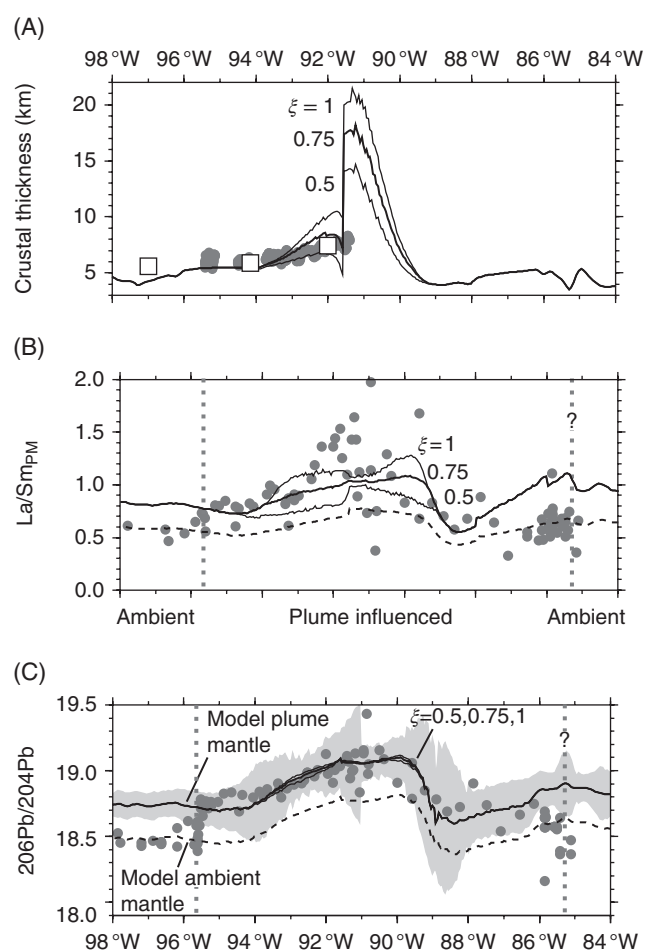 (A)
98 °W 96 °W 94 °W 92 °W 90 °W 88 °W 86 °W 84 °W
Crustal thickness (km)
20
15
10
5
ξ = 1
0.75
0.5
(B)
La/SmPM
2.0
1.5
1.0
0.5
0.0
ξ=1
0.75
0.5
?
Ambient Plume influenced Ambient
(C)
206Pb/204Pb
19.5
19.0
18.5
18.0
Model plume
mantle
ξ=0.5,0.75,1
?
Model ambient
mantle
98 °W 96 °W 94 °W 92 °W 90 °W 88 °W 86 °W 84 °W